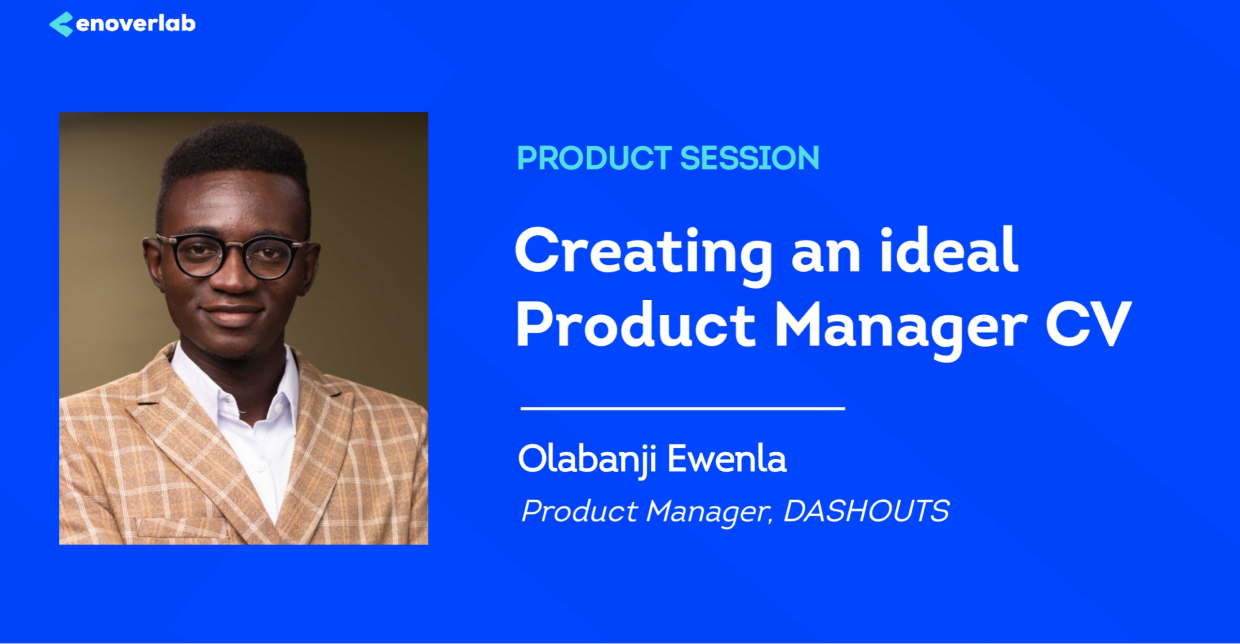 enoverlab
PRODUCT SESSION
Creating an ideal
Product Manager CV
Olabanji Ewenla
Product Manager, DASHOUTS